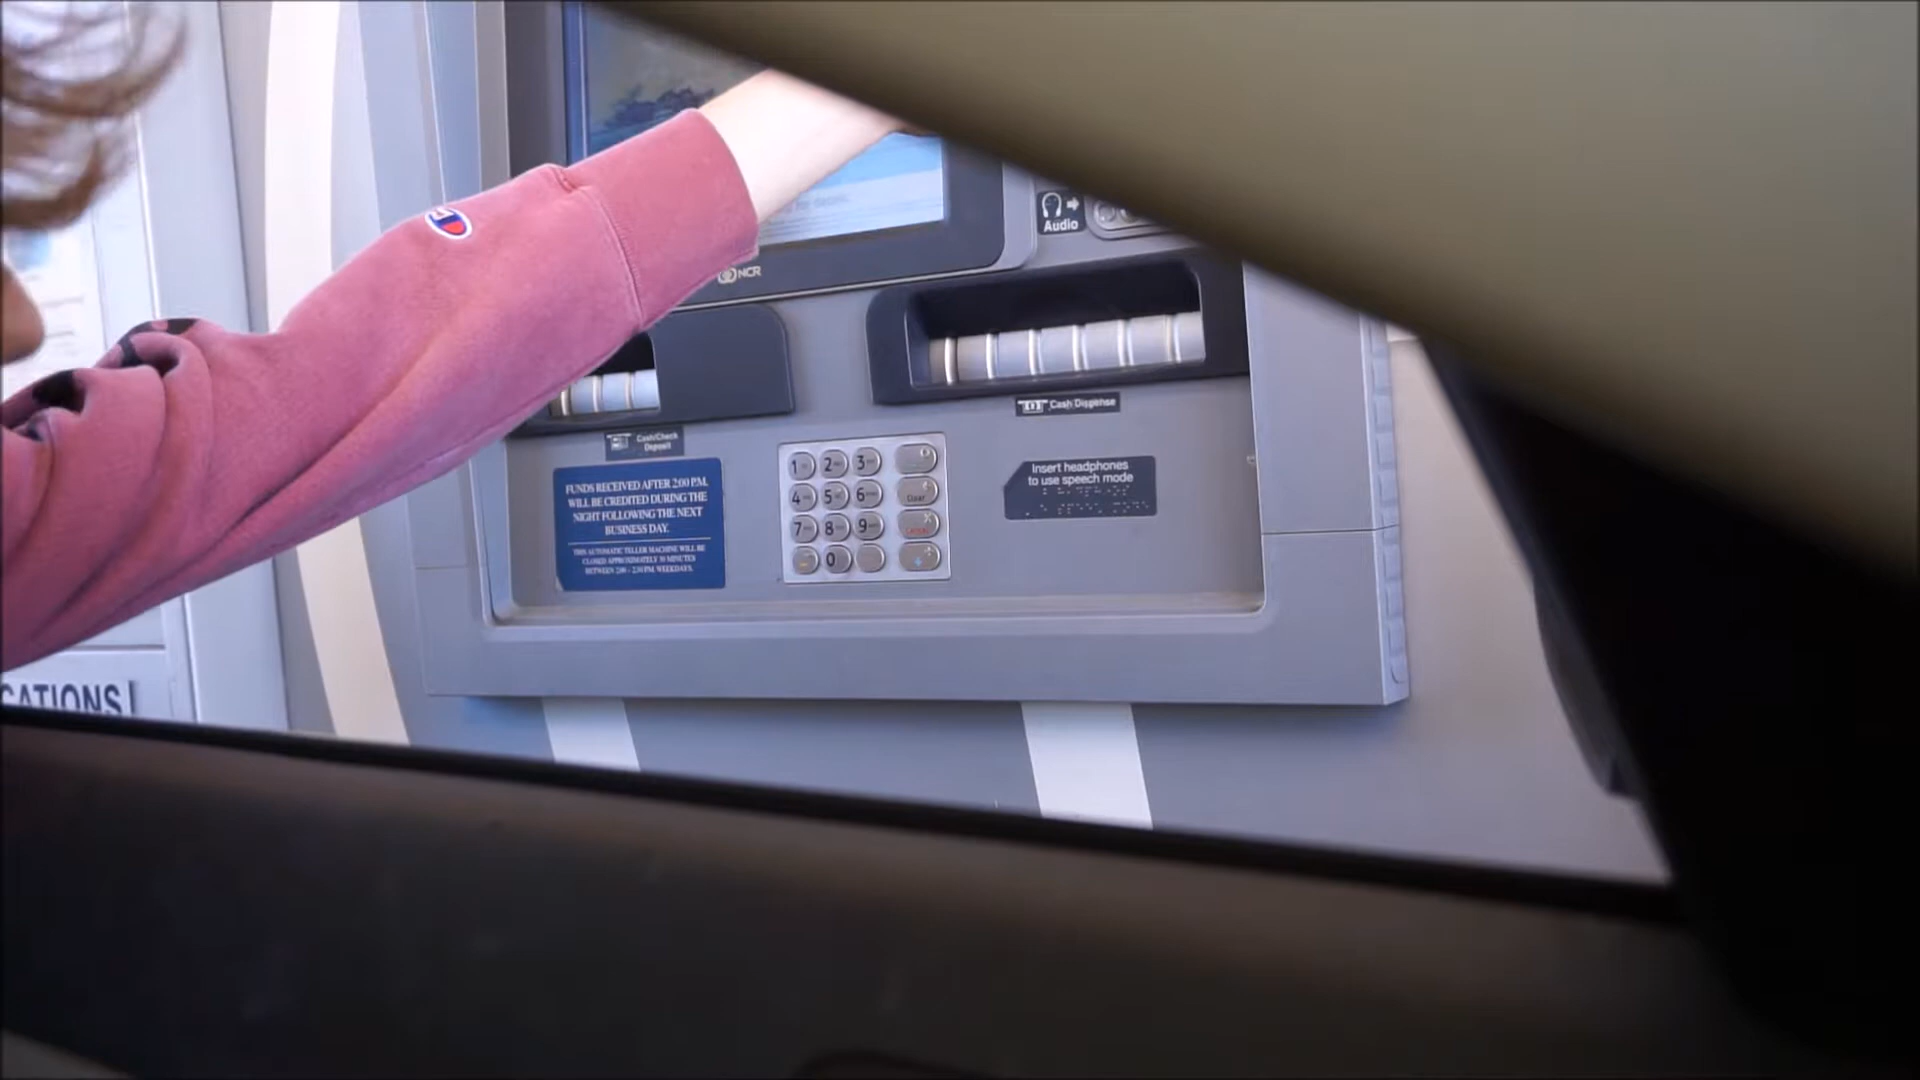 Audio
NCR
Cash Dispense
Cash/Check
Deposit
FUNDS RECEIVED AFTER 2:00 P.M.
WILL BE CREDITED DURING THE
NIGHT FOLLOWING THE NEXT
BUSINESS DAY.
THIS AUTOMATIC TELLER MACHINE WILL BE
CLOSED APPROXIMATELY 30 MINUTES
BETWEEN 2:00 - 2:30 P.M. WEEKDAYS.
1 2 3
4 5 6 Clear
7 8 9 Cancel
0
Insert headphones
to use speech mode
CATIONS!